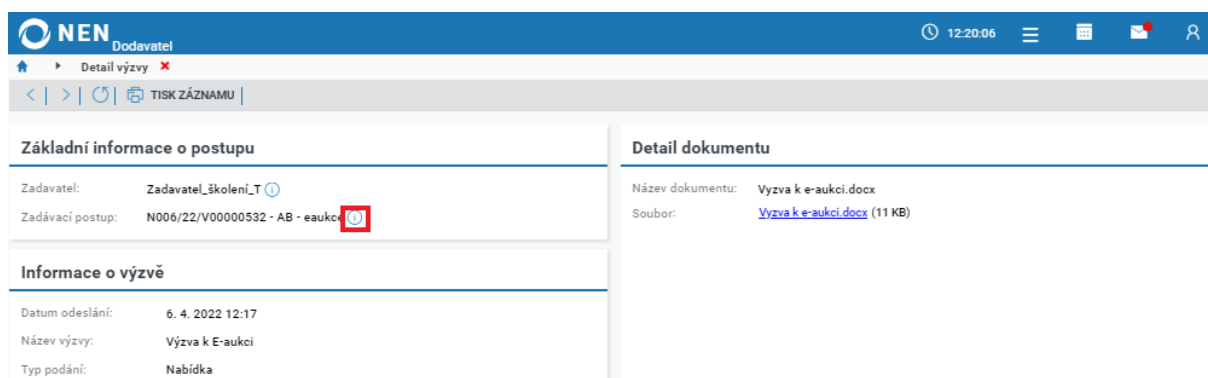 NEN Dodavatel
12:20:06
Detail výzvy
TISK ZÁZNAMU
Základní informace o postupu
Zadavatel: Zadavatel_školení_T
Zadávací postup: N006/22/V00000532 - AB - eaukce
Informace o výzvě
Datum odeslání: 6. 4. 2022 12:17
Název výzvy: Výzva k E-aukci
Typ podání: Nabídka
Detail dokumentu
Název dokumentu: Vyzva k e-aukci.docx
Soubor: Vyzva k e-aukci.docx (11 KB)